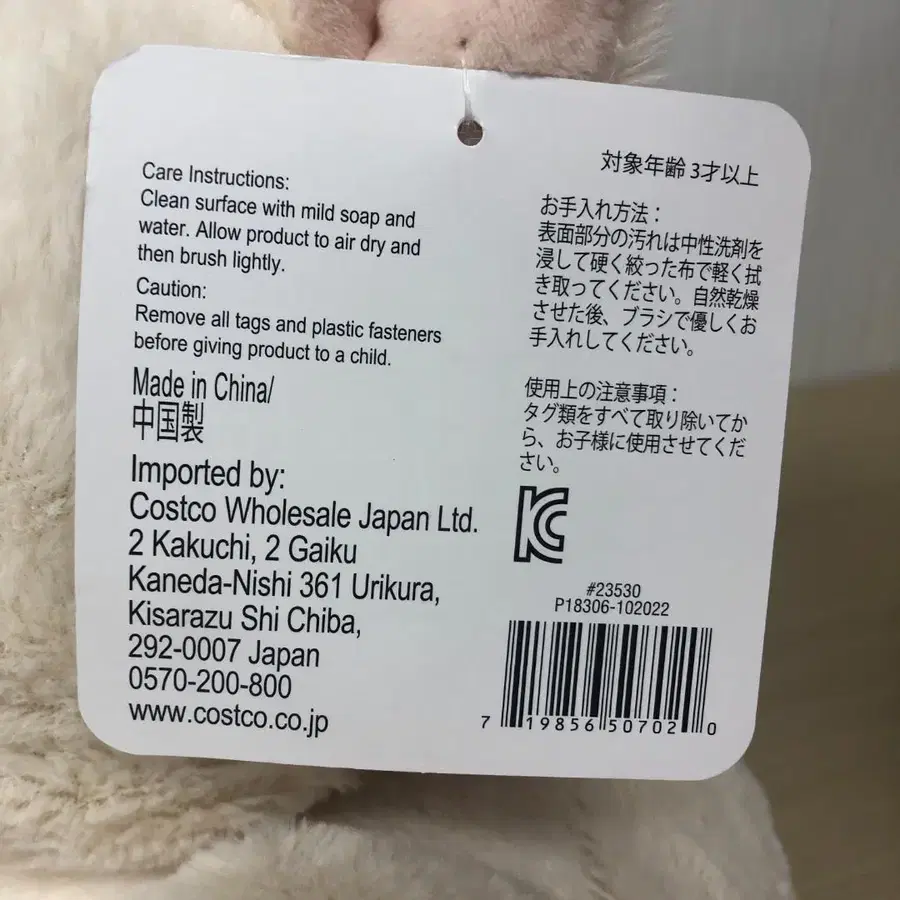 Care Instructions:
Clean surface with mild soap and
water. Allow product to air dry and
then brush lightly.
Caution:
Remove all tags and plastic fasteners
before giving product to a child.
Made in China/
中国製
Imported by:
Costco Wholesale Japan Ltd.
2 Kakuchi, 2 Gaiku
Kaneda-Nishi 361 Urikura,
Kisarazu Shi Chiba,
292-0007 Japan
0570-200-800
www.costco.co.jp
対象年齢 3才以上
お手入れ方法：
表面部分の汚れは中性洗剤を
浸して硬く絞った布で軽く拭
き取ってください。自然乾燥
させた後、ブラシで優しくお
手入れしてください。
使用上の注意事項：
タグ類をすべて取り除いてか
ら、お子様に使用させてくだ
さい。
KC
#23530
P18306-102022
7 19856 50702 0